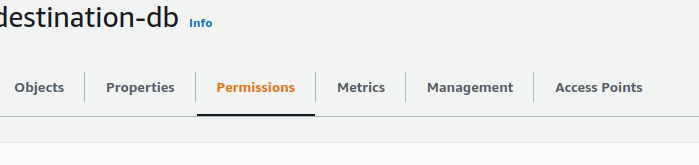 destination-db Info
Objects Properties Permissions Metrics Management Access Points